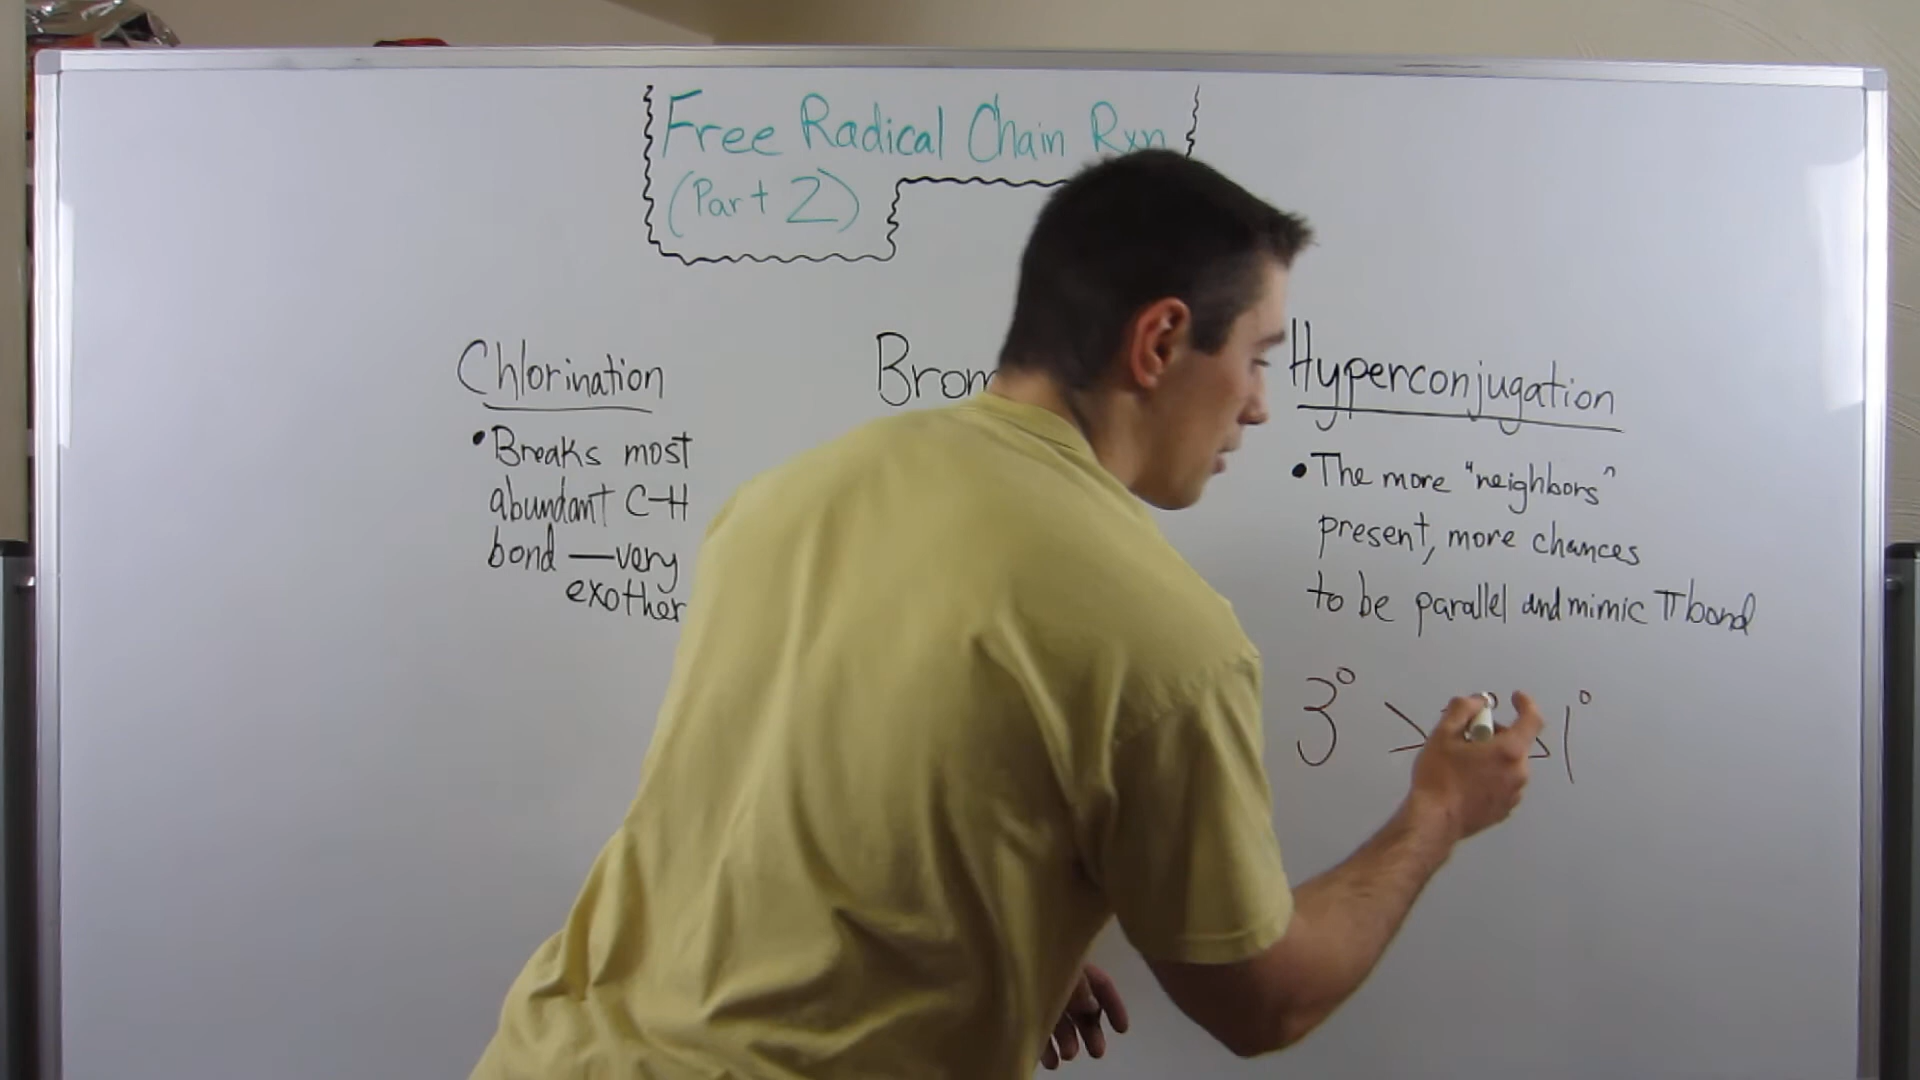 Free Radical Chain Rxn
(Part 2)
Chlorination
• Breaks most
abundant C-H
bond — very
exother
Brom
Hyperconjugation
• The more "neighbors"
present, more chances
to be parallel and mimic π bond
3° > > 1°